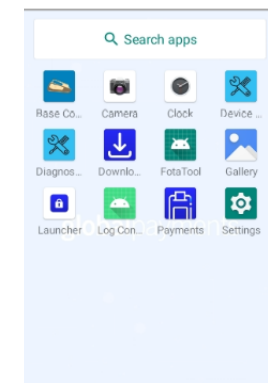 Search apps
Base Co... Camera Clock Device ...
Diagnos... Downlo... FotaTool Gallery
Launcher Log Con... Payments Settings